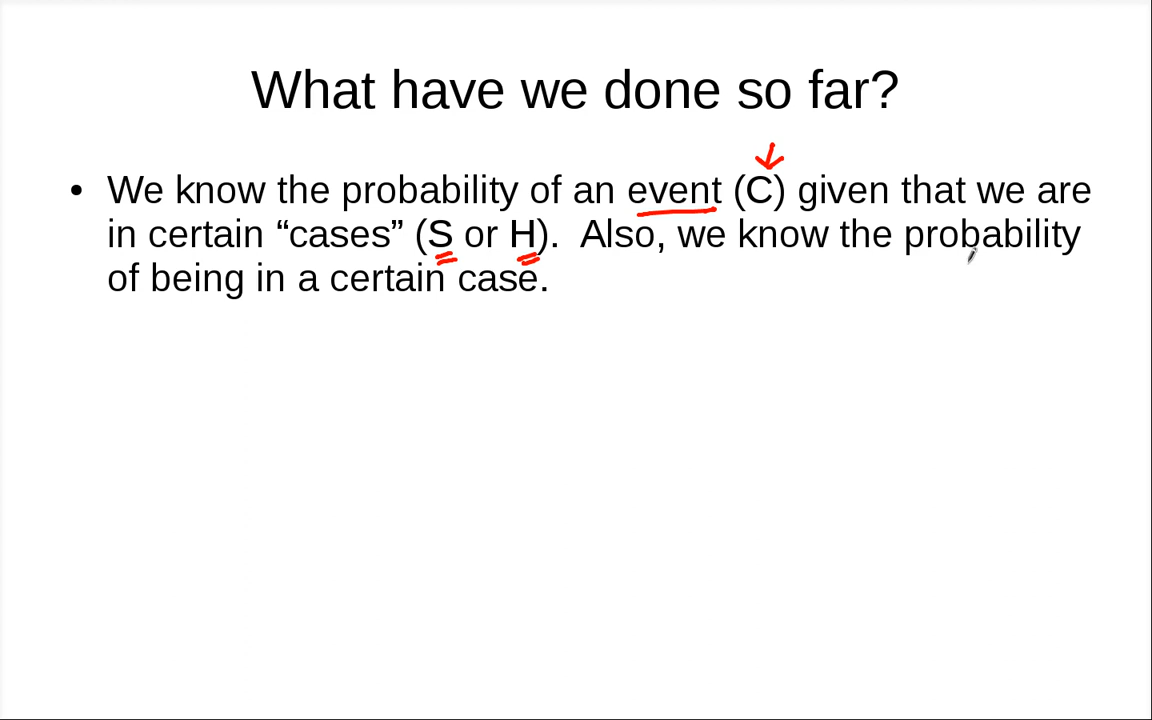 What have we done so far?
• We know the probability of an event (C) given that we are
in certain “cases” (S or H).  Also, we know the probability
of being in a certain case.